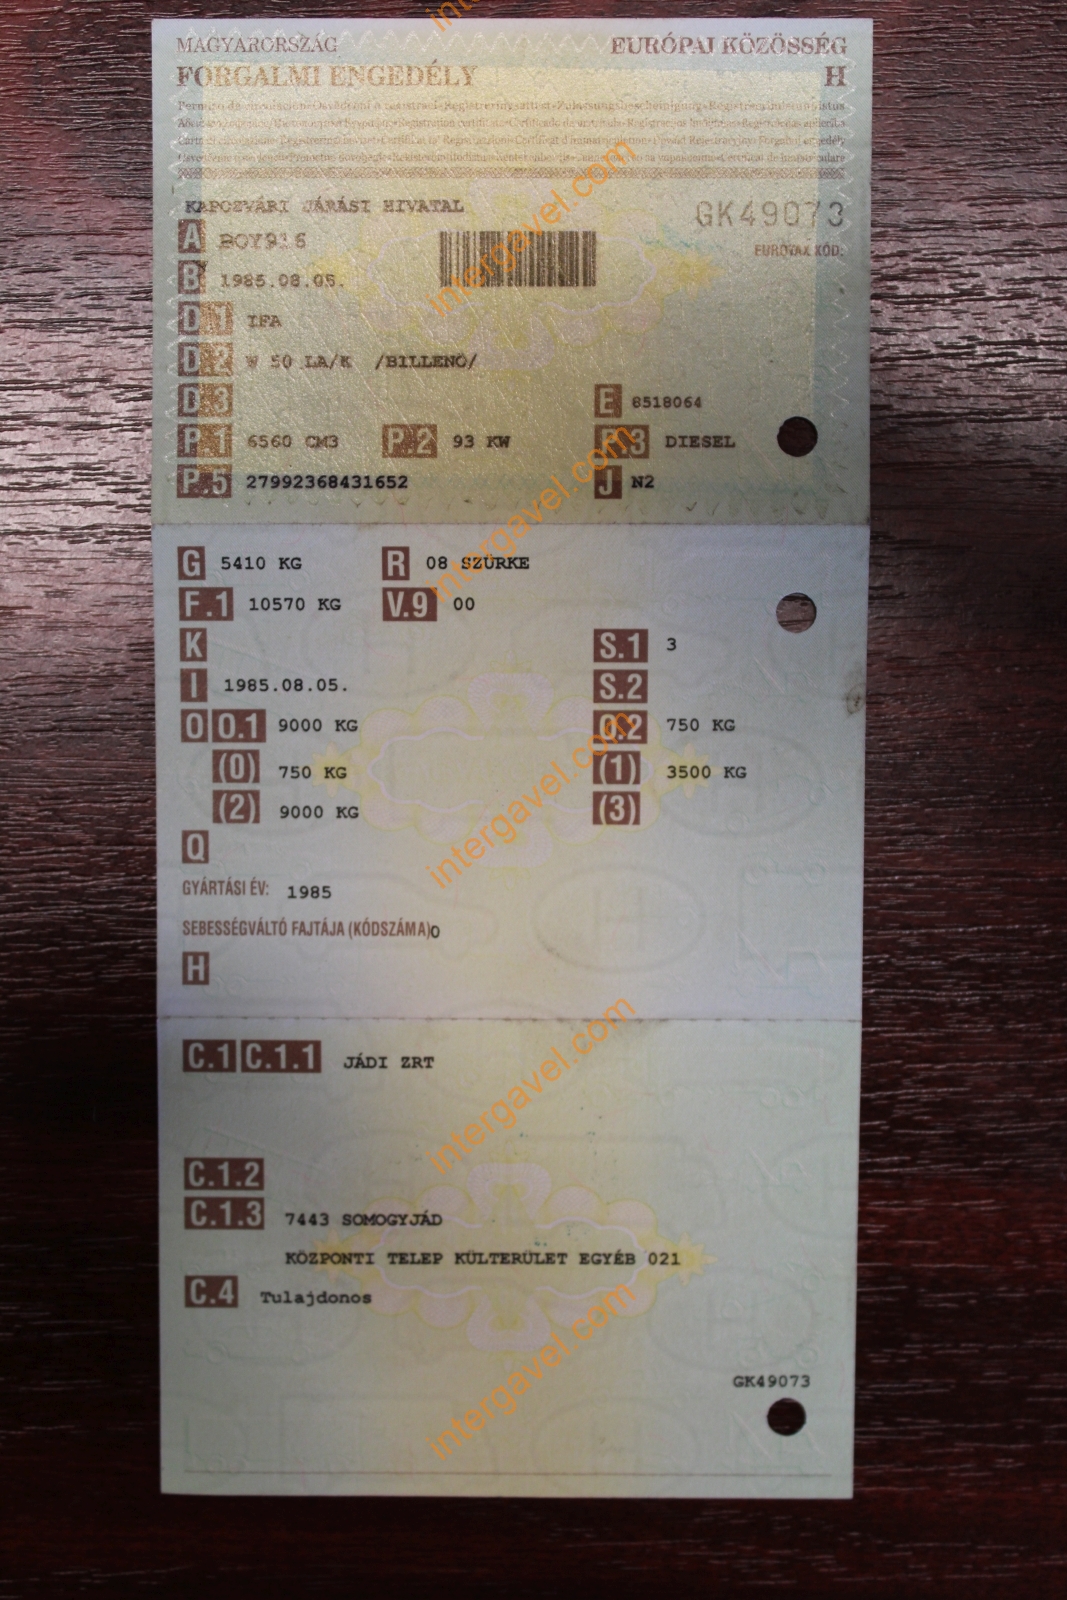 MAGYARORSZÁG EURÓPAI KÖZÖSSÉG
FORGALMI ENGEDÉLY H
KAPOSVÁRI JÁRÁSI HIVATAL
GK49073
A BOY916
EUROTAX KÓD:
B 1985.08.05.
D.1 IFA
D.2 W 50 LA/K /BILLENO/
D.3 E 8518064
P.1 6560 CM3 P.2 93 KW P.3 DIESEL
P.5 27992368431652 J N2
G 5410 KG R 08 SZÜRKE
F.1 10570 KG V.9 00
K S.1 3
I 1985.08.05. S.2
O O.1 9000 KG O.2 750 KG
(0) 750 KG (1) 3500 KG
(2) 9000 KG (3)
Q
GYÁRTÁSI ÉV: 1985
SEBESSÉGVÁLTÓ FAJTÁJA (KÓDSZÁMA) 0
H
C.1 C.1.1 JÁDI ZRT
C.1.2
C.1.3 7443 SOMOGYJÁD
KÖZPONTI TELEP KÜLTERÜLET EGYÉB 021
C.4 Tulajdonos
GK49073
intergavel.com
intergavel.com
intergavel.com
intergavel.com
intergavel.com